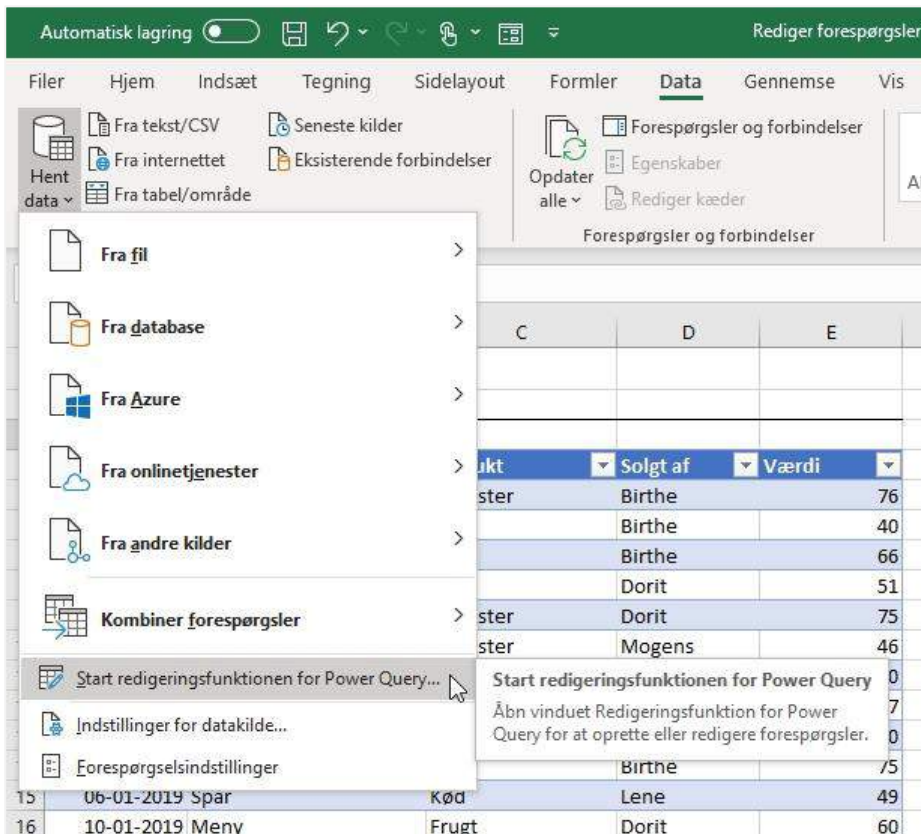 Automatisk lagring
Rediger forespørgsler
Filer Hjem Indsæt Tegning Sidelayout Formler Data Gennemse Vis
Hent data
Fra tekst/CSV
Fra internettet
Fra tabel/område
Seneste kilder
Eksisterende forbindelser
Opdater alle
Forespørgsler og forbindelser
Egenskaber
Rediger kæder
Forespørgsler og forbindelser
Fra fil
Fra database
Fra Azure
Fra onlinetjenester
Fra andre kilder
Kombiner forespørgsler
Start redigeringsfunktionen for Power Query...
Indstillinger for datakilde...
Forespørgselsindstillinger
Start redigeringsfunktionen for Power Query
Åbn vinduet Redigeringsfunktion for Power
Query for at oprette eller redigere forespørgsler.
C D E
ukt Solgt af Værdi
ster Birthe 76
Birthe 40
Birthe 66
Dorit 51
ster Dorit 75
ster Mogens 46
0
7
0
Birthe 75
15 06-01-2019 Spar Kød Lene 49
16 10-01-2019 Meny Frugt Dorit 60